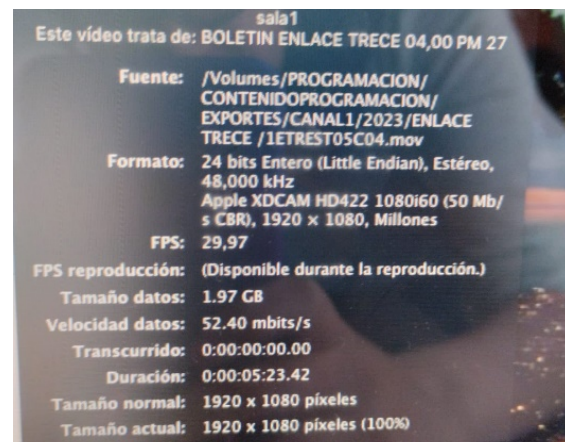 sala1
Este vídeo trata de: BOLETIN ENLACE TRECE 04,00 PM 27
Fuente: /Volumes/PROGRAMACION/
CONTENIDOPROGRAMACION/
EXPORTES/CANAL1/2023/ENLACE
TRECE /1ETREST05C04.mov
Formato: 24 bits Entero (Little Endian), Estéreo,
48,000 kHz
Apple XDCAM HD422 1080i60 (50 Mb/
s CBR), 1920 × 1080, Millones
FPS: 29,97
FPS reproducción: (Disponible durante la reproducción.)
Tamaño datos: 1.97 GB
Velocidad datos: 52.40 mbits/s
Transcurrido: 0:00:00:00.00
Duración: 0:00:05:23.42
Tamaño normal: 1920 x 1080 píxeles
Tamaño actual: 1920 x 1080 píxeles (100%)